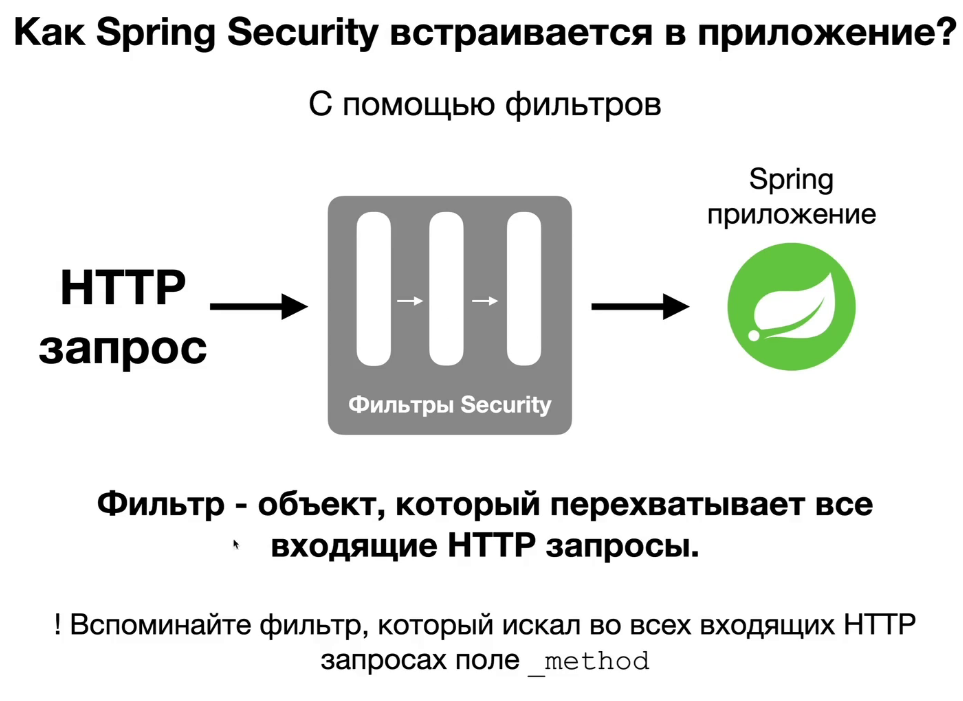 Как Spring Security встраивается в приложение?
С помощью фильтров
Spring
приложение
HTTP
запрос
Фильтры Security
Фильтр - объект, который перехватывает все
входящие HTTP запросы.
! Вспоминайте фильтр, который искал во всех входящих HTTP
запросах поле _method